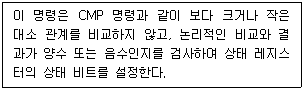 이 명령은 CMP 명령과 같이 보다 크거나 작은
대소 관계를 비교하지 않고, 논리적인 비교와 결
과가 양수 또는 음수인지를 검사하여 상태 레지스
터의 상태 비트를 설정한다.